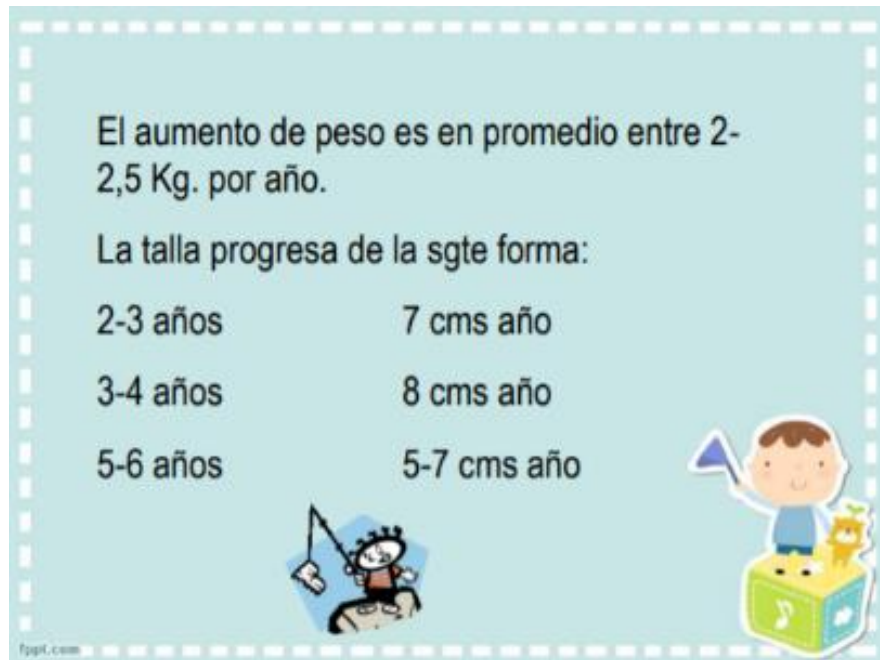 El aumento de peso es en promedio entre 2-
2,5 Kg. por año.
La talla progresa de la sgte forma:
2-3 años 7 cms año
3-4 años 8 cms año
5-6 años 5-7 cms año
fppt.com